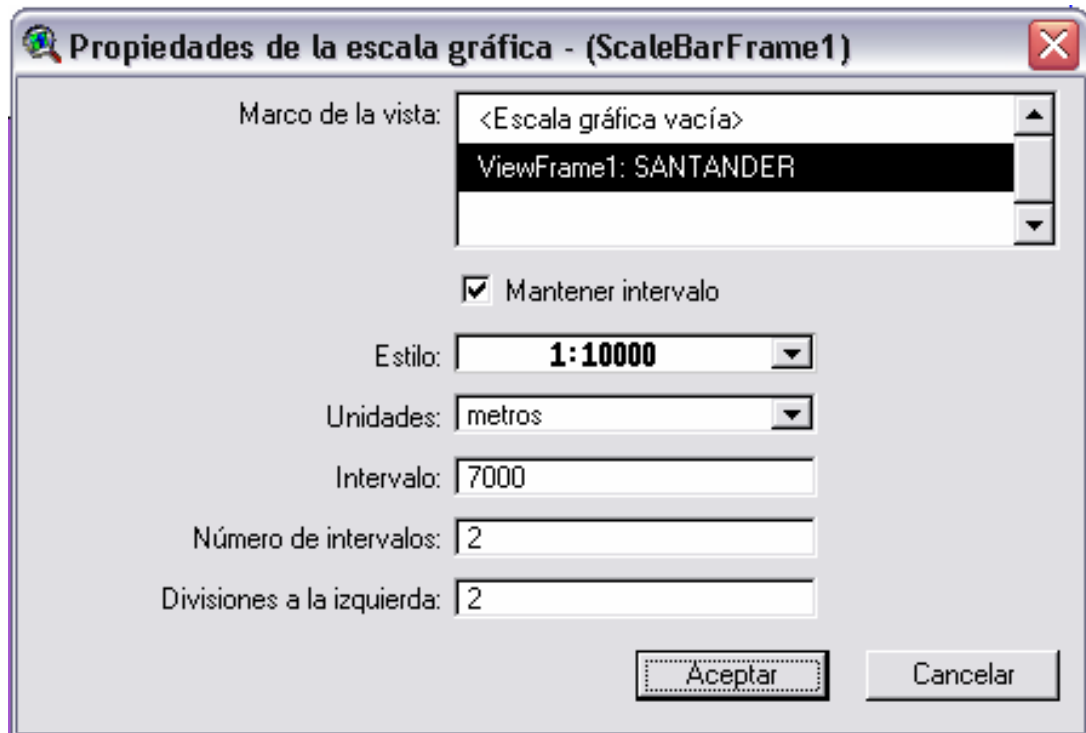 Propiedades de la escala gráfica - (ScaleBarFrame1)
Marco de la vista:
<Escala gráfica vacía>
ViewFrame1: SANTANDER
Mantener intervalo
Estilo: 1:10000
Unidades: metros
Intervalo: 7000
Número de intervalos: 2
Divisiones a la izquierda: 2
Aceptar Cancelar